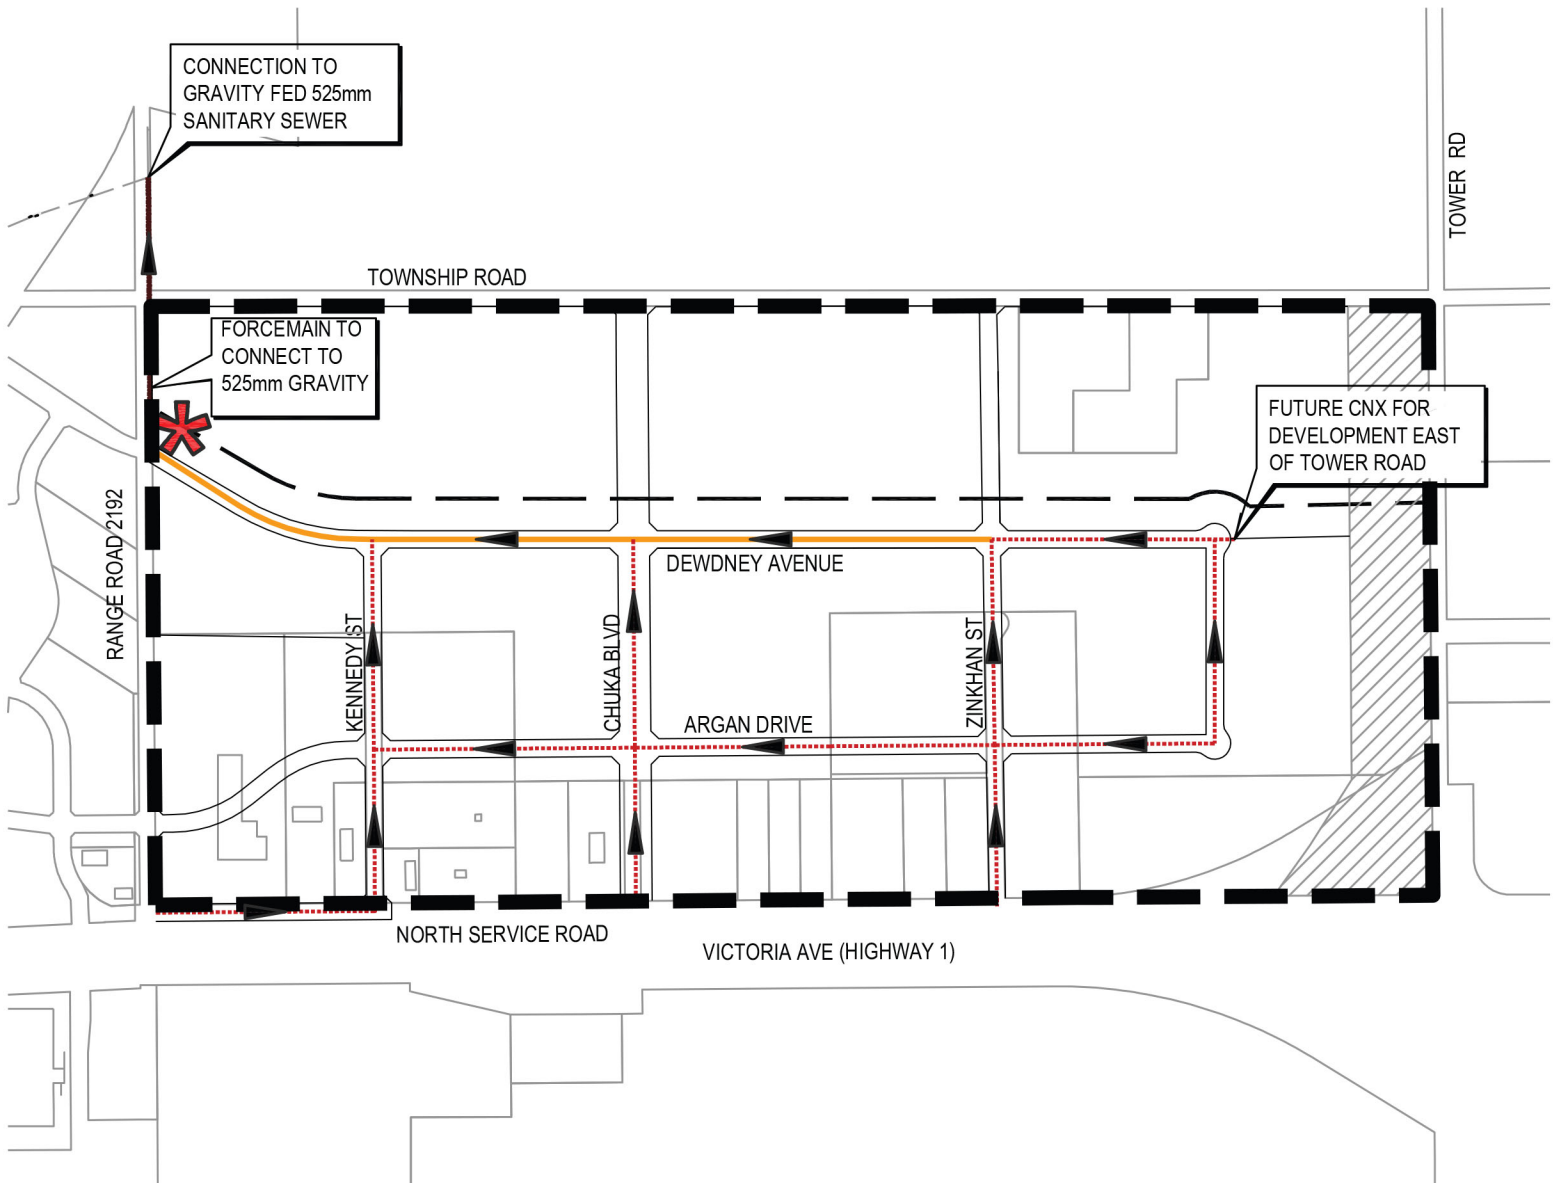 CONNECTION TO
GRAVITY FED 525mm
SANITARY SEWER
TOWER RD
TOWNSHIP ROAD
FORCEMAIN TO
CONNECT TO
525mm GRAVITY
FUTURE CNX FOR
DEVELOPMENT EAST
OF TOWER ROAD
RANGE ROAD 2192
DEWDNEY AVENUE
KENNEDY ST
CHUKA BLVD
ZINKHAN ST
ARGAN DRIVE
NORTH SERVICE ROAD
VICTORIA AVE (HIGHWAY 1)